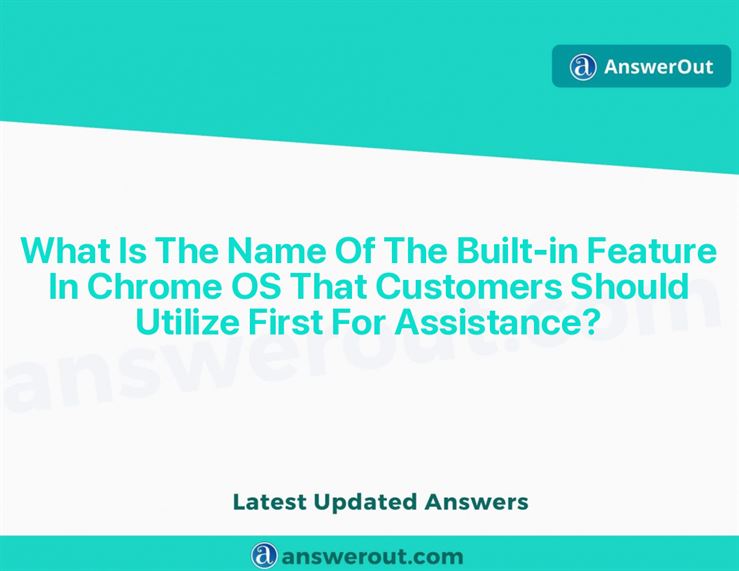 AnswerOut
What Is The Name Of The Built-in Feature
In Chrome OS That Customers Should
Utilize First For Assistance?
answerout.com
Latest Updated Answers
answerout.com